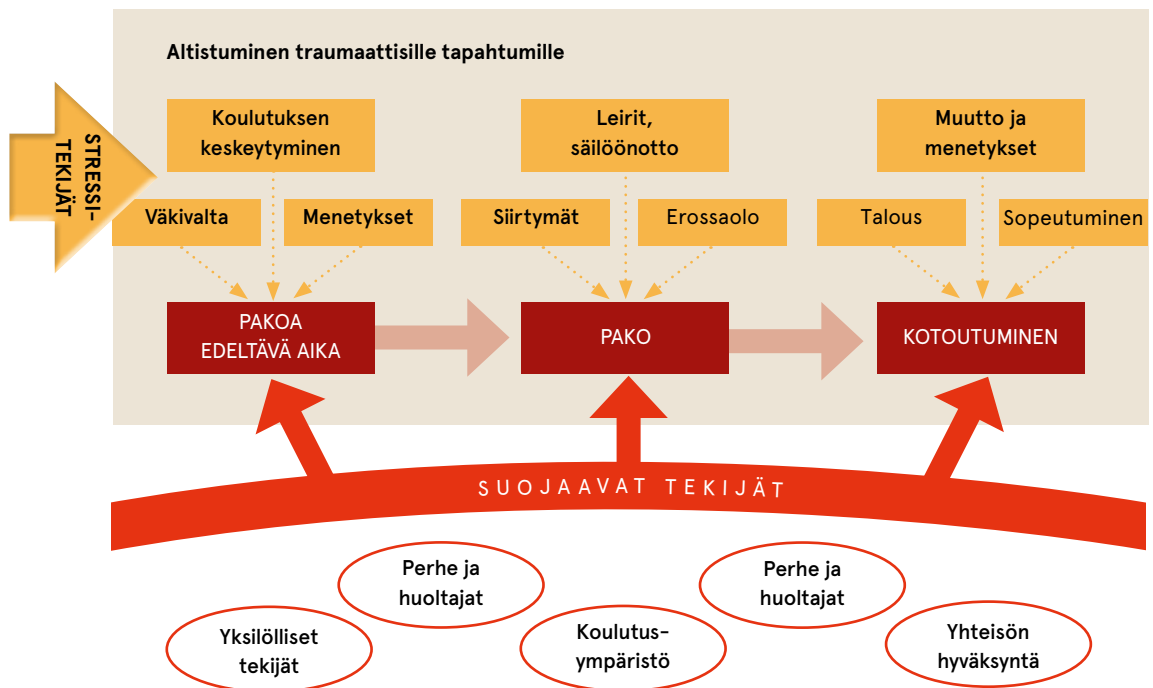 Altistuminen traumaattisille tapahtumille
STRESSI-
TEKIJÄT
Koulutuksen
keskeytyminen
Leirit,
säilöönotto
Muutto ja
menetykset
Väkivalta
Menetykset
Siirtymät
Erossaolo
Talous
Sopeutuminen
PAKOA
EDELTÄVÄ AIKA
PAKO
KOTOUTUMINEN
SUOJAAVAT TEKIJÄT
Perhe ja
huoltajat
Perhe ja
huoltajat
Yksilölliset
tekijät
Koulutus-
ympäristö
Yhteisön
hyväksyntä